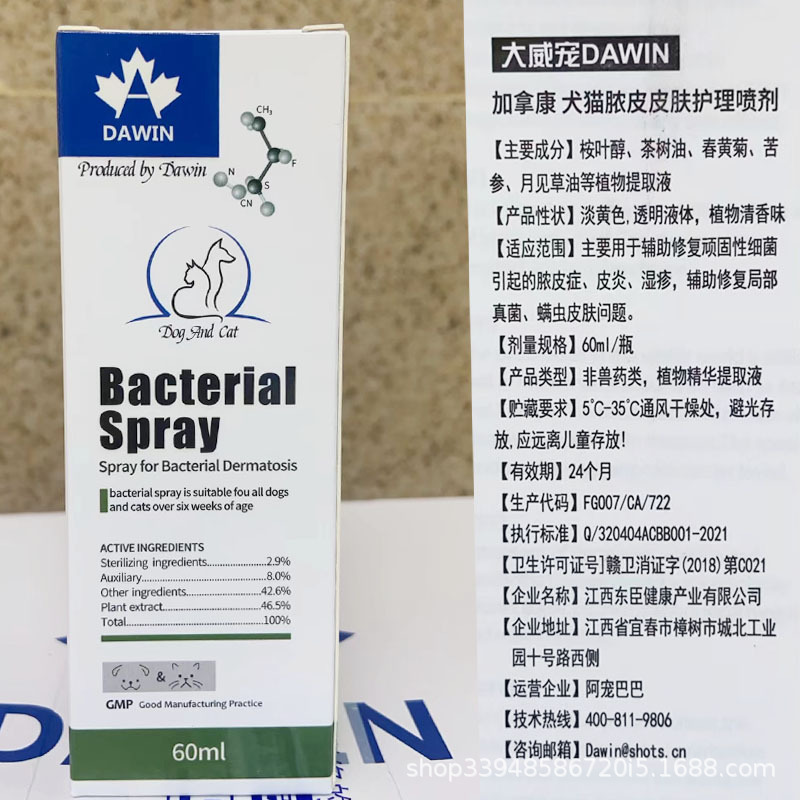 DAWIN
Produced by Dawin
CH₃
F
N
S
CN
Dog And Cat
Bacterial
Spray
Spray for Bacterial Dermatosis
bacterial spray is suitable fou all dogs
and cats over six weeks of age
ACTIVE INGREDIENTS
Sterilizing ingredients..................2.9%
Auxiliary...................................8.0%
Other ingredients.......................42.6%
Plant extract.............................46.5%
Total........................................100%
&
GMP Good Manufacturing Practice
60ml
DAWIN
大威宠DAWIN
加拿康 犬猫脓皮皮肤护理喷剂
【主要成分】桉叶醇、茶树油、春黄菊、苦
参、月见草油等植物提取液
【产品性状】淡黄色,透明液体，植物清香味
【适应范围】主要用于辅助修复顽固性细菌
引起的脓皮症、皮炎、湿疹，辅助修复局部
真菌、螨虫皮肤问题。
【剂量规格】60ml/瓶
【产品类型】非兽药类，植物精华提取液
【贮藏要求】5℃-35℃通风干燥处，避光存
放,应远离儿童存放!
【有效期】24个月
【生产代码】FG007/CA/722
【执行标准】Q/320404ACBB001-2021
【卫生许可证号]赣卫消证字(2018)第C021
【企业名称】江西东臣健康产业有限公司
【企业地址】江西省宜春市樟树市城北工业
园十号路西侧
【运营企业】阿宠巴巴
【技术热线】400-811-9806
【咨询邮箱】Dawin@shots.cn
shop3394858672015.1688.com